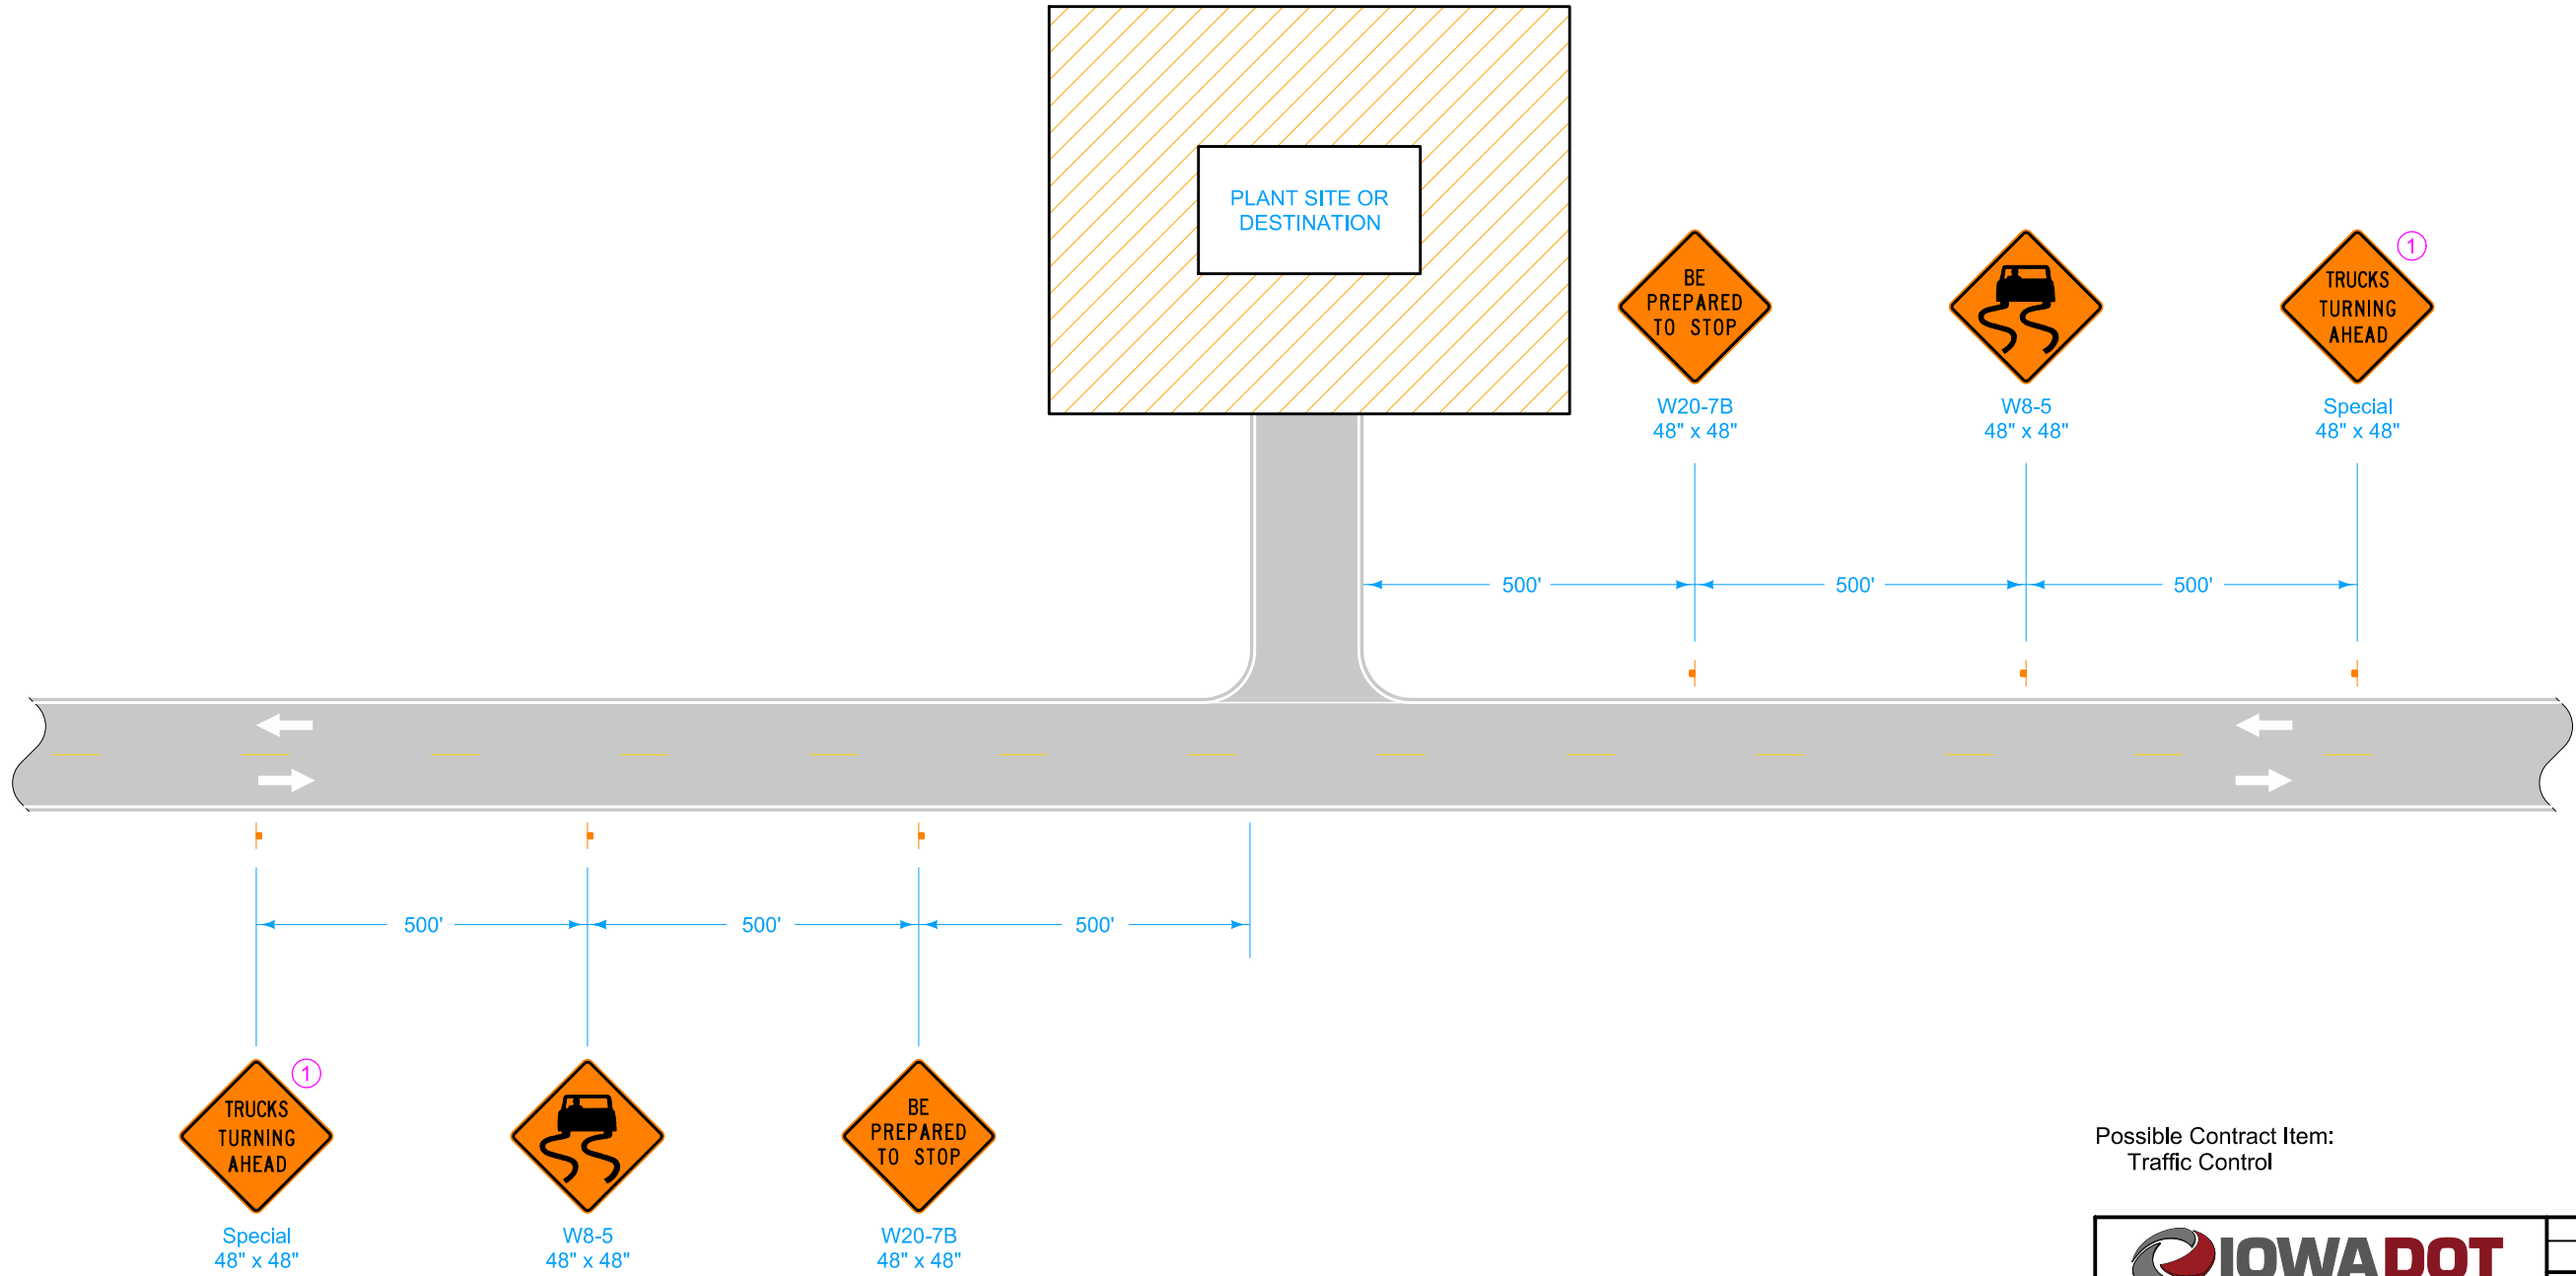 PLANT SITE OR
DESTINATION
BE
PREPARED
TO STOP
W20-7B
48" x 48"
W8-5
48" x 48"
1
TRUCKS
TURNING
AHEAD
Special
48" x 48"
500'
500'
500'
500'
500'
500'
1
TRUCKS
TURNING
AHEAD
Special
48" x 48"
W8-5
48" x 48"
BE
PREPARED
TO STOP
W20-7B
48" x 48"
Possible Contract Item:
Traffic Control
IOWADOT